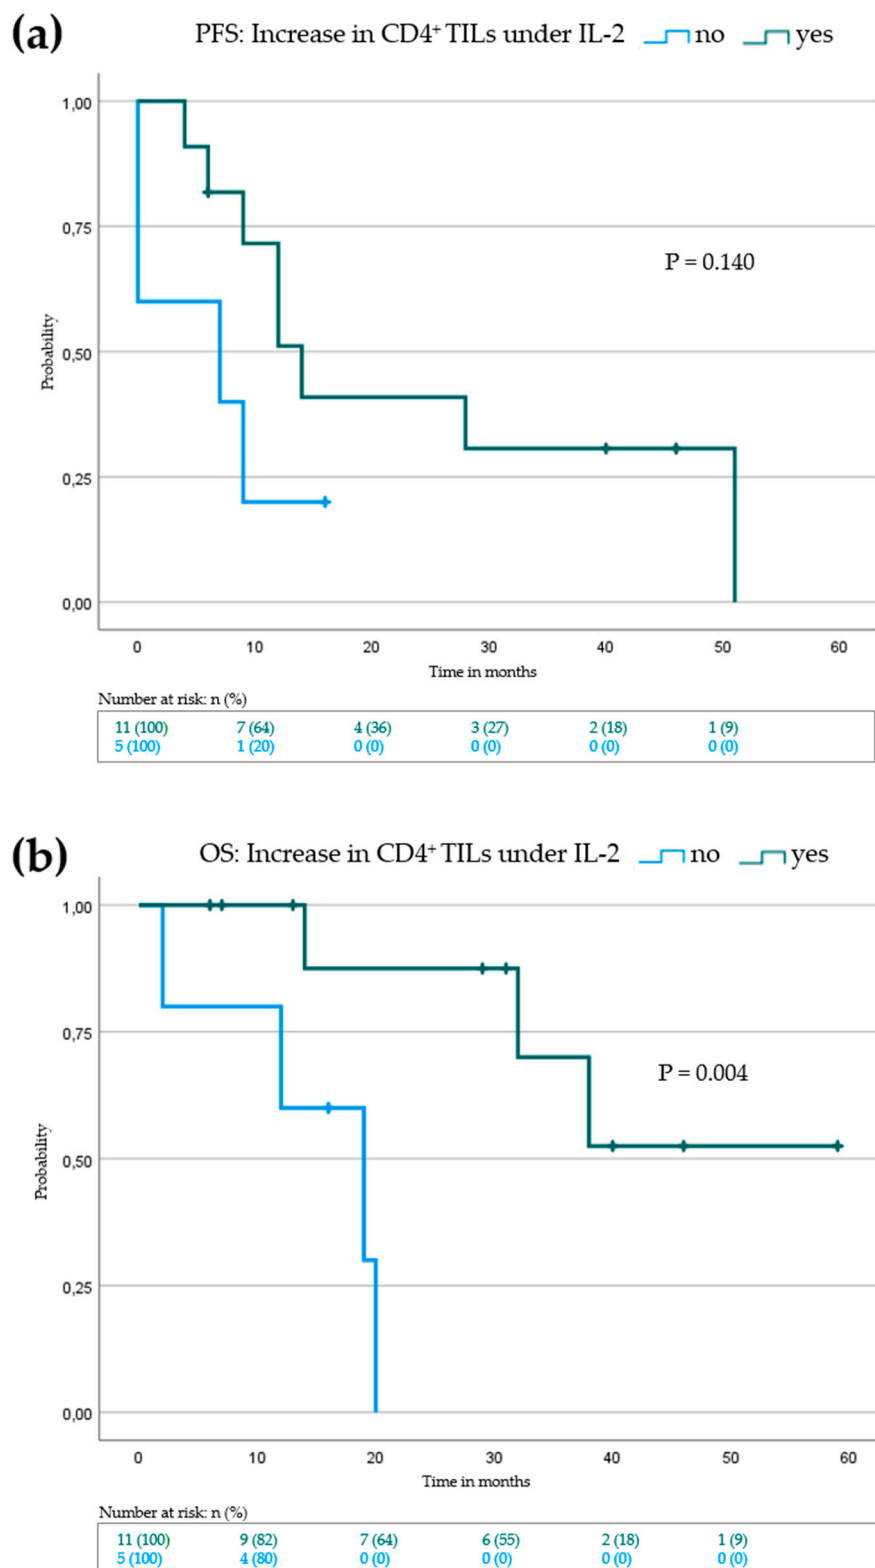 (a)
PFS: Increase in CD4⁺ TILs under IL-2 no yes
1,00
0,75
P = 0.140
0,50
0,25
0,00
Probability
0 10 20 30 40 50 60
Time in months
Number at risk: n (%)
11 (100) 7 (64) 4 (36) 3 (27) 2 (18) 1 (9)
5 (100) 1 (20) 0 (0) 0 (0) 0 (0) 0 (0)
(b)
OS: Increase in CD4⁺ TILs under IL-2 no yes
1,00
0,75
P = 0.004
0,50
0,25
0,00
Probability
0 10 20 30 40 50 60
Time in months
Number at risk: n (%)
11 (100) 9 (82) 7 (64) 6 (55) 2 (18) 1 (9)
5 (100) 4 (80) 0 (0) 0 (0) 0 (0) 0 (0)